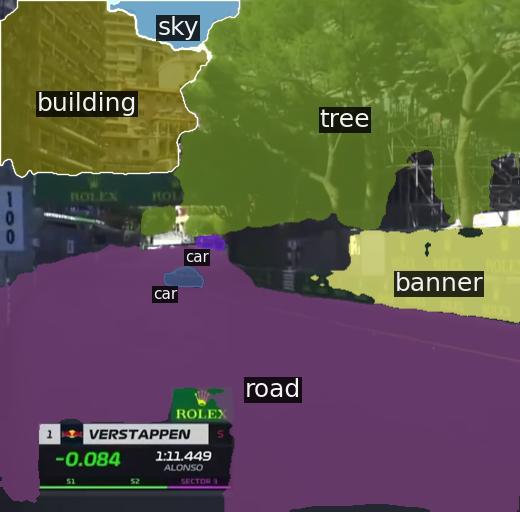 sky
building
tree
ROLEX
100
car
banner
car
road
ROLEX
1 VERSTAPPEN S
-0.084 1:11.449
ALONSO
S1 S2 SECTOR 3